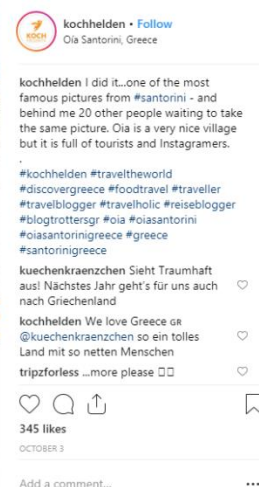 kochhelden • Follow
KOCH
Oía Santorini, Greece
kochhelden I did it...one of the most
famous pictures from #santorini - and
behind me 20 other people waiting to take
the same picture. Oia is a very nice village
but it is full of tourists and Instagramers.
.
#kochhelden #traveltheworld
#discovergreece #foodtravel #traveller
#travelblogger #travelholic #reiseblogger
#blogtrottersgr #oia #oiasantorini
#oiasantorinigreece #greece
#santorinigreece
kuechenkraenzchen Sieht Traumhaft
aus! Nächstes Jahr geht's für uns auch
nach Griechenland
kochhelden We love Greece GR
@kuechenkraenzchen so ein tolles
Land mit so netten Menschen
tripzforless ...more please
345 likes
OCTOBER 3
Add a comment...